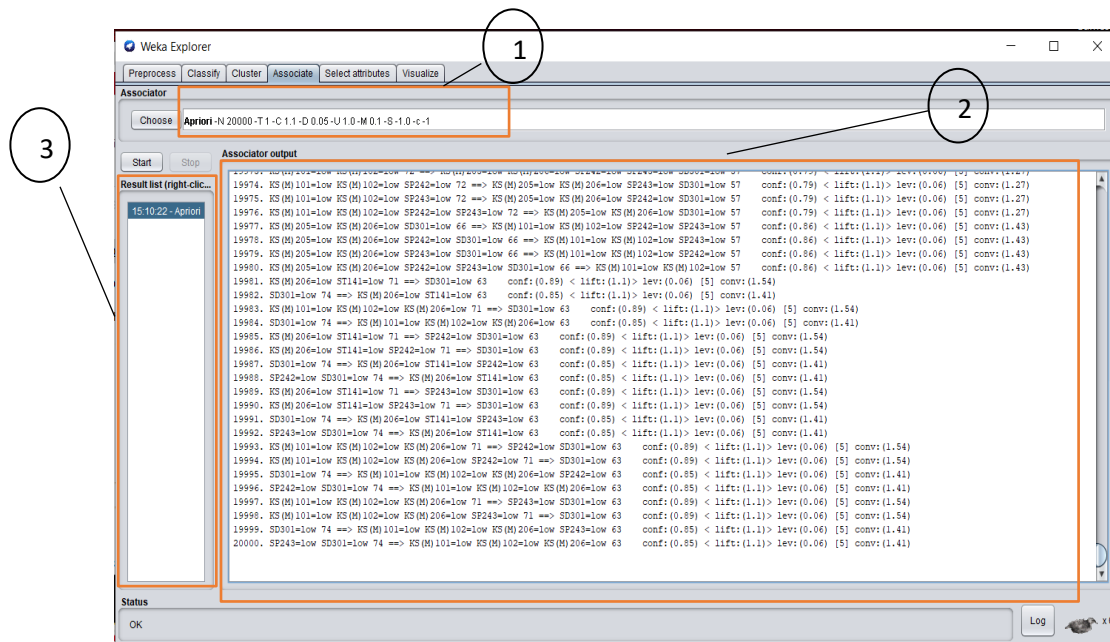 1
Weka Explorer
Preprocess Classify Cluster Associate Select attributes Visualize
Associator
2
Choose Apriori -N 20000 -T 1 -C 1.1 -D 0.05 -U 1.0 -M 0.1 -S -1.0 -c -1
3
Start Stop
Associator output
Result list (right-clic...
15:10:22 - Apriori
19974. KS(M)101=low KS(M)102=low SP242=low 72 ==> KS(M)205=low KS(M)206=low SP243=low SD301=low 57 conf:(0.79) < lift:(1.1)> lev:(0.06) [5] conv:(1.27)
19975. KS(M)101=low KS(M)102=low SP243=low 72 ==> KS(M)205=low KS(M)206=low SP242=low SD301=low 57 conf:(0.79) < lift:(1.1)> lev:(0.06) [5] conv:(1.27)
19976. KS(M)101=low KS(M)102=low SP242=low SP243=low 72 ==> KS(M)205=low KS(M)206=low SD301=low 57 conf:(0.79) < lift:(1.1)> lev:(0.06) [5] conv:(1.27)
19977. KS(M)205=low KS(M)206=low SD301=low 66 ==> KS(M)101=low KS(M)102=low SP242=low SP243=low 57 conf:(0.86) < lift:(1.1)> lev:(0.06) [5] conv:(1.43)
19978. KS(M)205=low KS(M)206=low SP242=low SD301=low 66 ==> KS(M)101=low KS(M)102=low SP243=low 57 conf:(0.86) < lift:(1.1)> lev:(0.06) [5] conv:(1.43)
19979. KS(M)205=low KS(M)206=low SP243=low SD301=low 66 ==> KS(M)101=low KS(M)102=low SP242=low 57 conf:(0.86) < lift:(1.1)> lev:(0.06) [5] conv:(1.43)
19980. KS(M)205=low KS(M)206=low SP242=low SP243=low SD301=low 66 ==> KS(M)101=low KS(M)102=low 57 conf:(0.86) < lift:(1.1)> lev:(0.06) [5] conv:(1.43)
19981. KS(M)206=low ST141=low 71 ==> SD301=low 63 conf:(0.89) < lift:(1.1)> lev:(0.06) [5] conv:(1.54)
19982. SD301=low 74 ==> KS(M)206=low ST141=low 63 conf:(0.85) < lift:(1.1)> lev:(0.06) [5] conv:(1.41)
19983. KS(M)101=low KS(M)102=low KS(M)206=low 71 ==> SD301=low 63 conf:(0.89) < lift:(1.1)> lev:(0.06) [5] conv:(1.54)
19984. SD301=low 74 ==> KS(M)101=low KS(M)102=low KS(M)206=low 63 conf:(0.85) < lift:(1.1)> lev:(0.06) [5] conv:(1.41)
19985. KS(M)206=low ST141=low 71 ==> SP242=low SD301=low 63 conf:(0.89) < lift:(1.1)> lev:(0.06) [5] conv:(1.54)
19986. KS(M)206=low ST141=low SP242=low 71 ==> SD301=low 63 conf:(0.89) < lift:(1.1)> lev:(0.06) [5] conv:(1.54)
19987. SD301=low 74 ==> KS(M)206=low ST141=low SP242=low 63 conf:(0.85) < lift:(1.1)> lev:(0.06) [5] conv:(1.41)
19988. SP242=low SD301=low 74 ==> KS(M)206=low ST141=low 63 conf:(0.85) < lift:(1.1)> lev:(0.06) [5] conv:(1.41)
19989. KS(M)206=low ST141=low 71 ==> SP243=low SD301=low 63 conf:(0.89) < lift:(1.1)> lev:(0.06) [5] conv:(1.54)
19990. KS(M)206=low ST141=low SP243=low 71 ==> SD301=low 63 conf:(0.89) < lift:(1.1)> lev:(0.06) [5] conv:(1.54)
19991. SD301=low 74 ==> KS(M)206=low ST141=low SP243=low 63 conf:(0.85) < lift:(1.1)> lev:(0.06) [5] conv:(1.41)
19992. SP243=low SD301=low 74 ==> KS(M)206=low ST141=low 63 conf:(0.85) < lift:(1.1)> lev:(0.06) [5] conv:(1.41)
19993. KS(M)101=low KS(M)102=low KS(M)206=low 71 ==> SP242=low SD301=low 63 conf:(0.89) < lift:(1.1)> lev:(0.06) [5] conv:(1.54)
19994. KS(M)101=low KS(M)102=low KS(M)206=low SP242=low 71 ==> SD301=low 63 conf:(0.89) < lift:(1.1)> lev:(0.06) [5] conv:(1.54)
19995. SD301=low 74 ==> KS(M)101=low KS(M)102=low KS(M)206=low SP242=low 63 conf:(0.85) < lift:(1.1)> lev:(0.06) [5] conv:(1.41)
19996. SP242=low SD301=low 74 ==> KS(M)101=low KS(M)102=low KS(M)206=low 63 conf:(0.85) < lift:(1.1)> lev:(0.06) [5] conv:(1.41)
19997. KS(M)101=low KS(M)102=low KS(M)206=low 71 ==> SP243=low SD301=low 63 conf:(0.89) < lift:(1.1)> lev:(0.06) [5] conv:(1.54)
19998. KS(M)101=low KS(M)102=low KS(M)206=low SP243=low 71 ==> SD301=low 63 conf:(0.89) < lift:(1.1)> lev:(0.06) [5] conv:(1.54)
19999. SD301=low 74 ==> KS(M)101=low KS(M)102=low KS(M)206=low SP243=low 63 conf:(0.85) < lift:(1.1)> lev:(0.06) [5] conv:(1.41)
20000. SP243=low SD301=low 74 ==> KS(M)101=low KS(M)102=low KS(M)206=low 63 conf:(0.85) < lift:(1.1)> lev:(0.06) [5] conv:(1.41)
Status
OK
Log